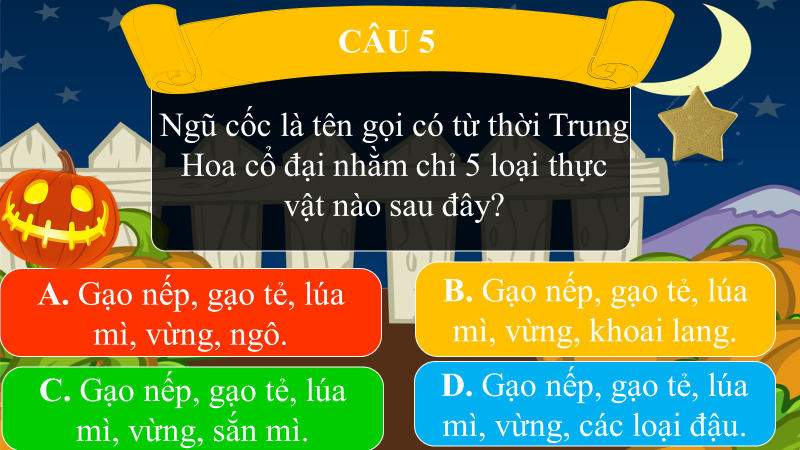 CÂU 5
Ngũ cốc là tên gọi có từ thời Trung
Hoa cổ đại nhằm chỉ 5 loại thực
vật nào sau đây?
A. Gạo nếp, gạo tẻ, lúa
mì, vừng, ngô.
B. Gạo nếp, gạo tẻ, lúa
mì, vừng, khoai lang.
C. Gạo nếp, gạo tẻ, lúa
mì, vừng, sắn mì.
D. Gạo nếp, gạo tẻ, lúa
mì, vừng, các loại đậu.